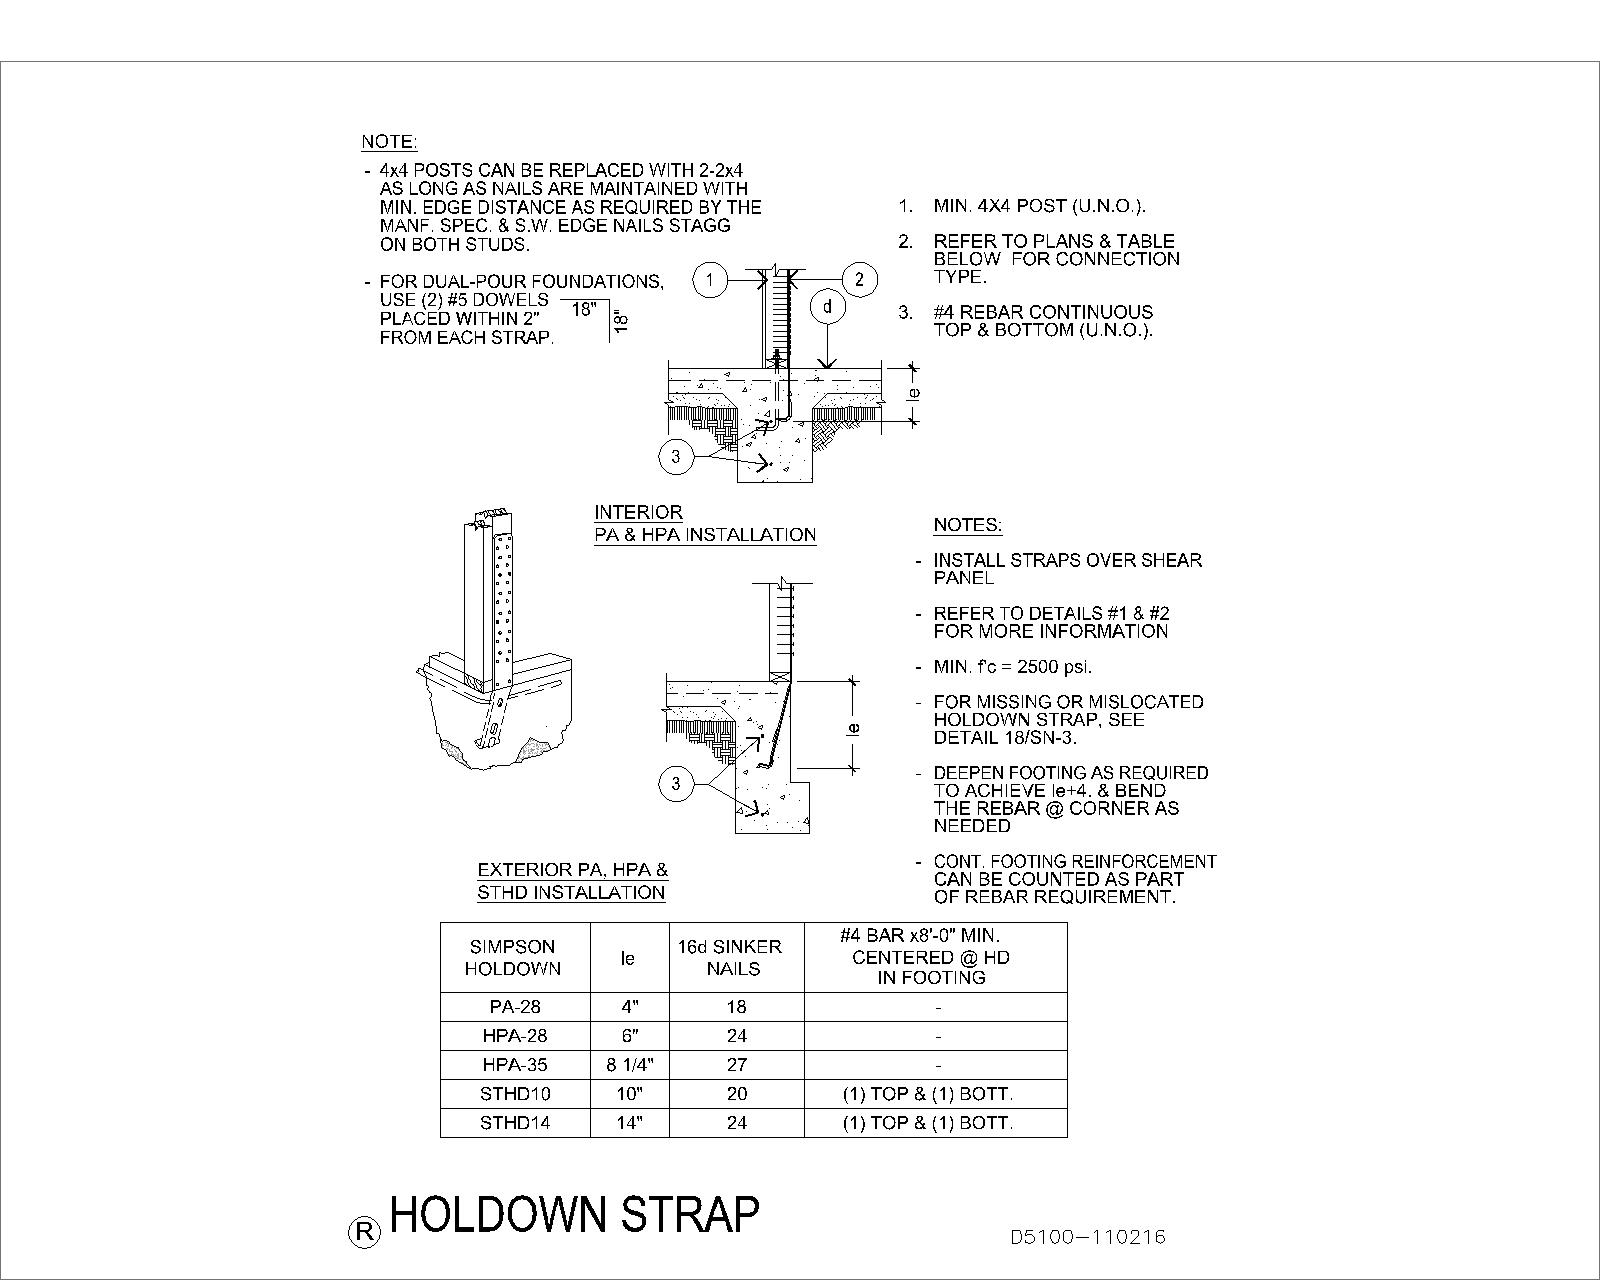 NOTE:
- 4x4 POSTS CAN BE REPLACED WITH 2-2x4
AS LONG AS NAILS ARE MAINTAINED WITH
MIN. EDGE DISTANCE AS REQUIRED BY THE
MANF. SPEC. & S.W. EDGE NAILS STAGG
ON BOTH STUDS.
- FOR DUAL-POUR FOUNDATIONS,
USE (2) #5 DOWELS
PLACED WITHIN 2"
FROM EACH STRAP.
18"
18"
1
2
d
le
3
1. MIN. 4X4 POST (U.N.O.).
2. REFER TO PLANS & TABLE
BELOW FOR CONNECTION
TYPE.
3. #4 REBAR CONTINUOUS
TOP & BOTTOM (U.N.O.).
INTERIOR
PA & HPA INSTALLATION
le
3
EXTERIOR PA, HPA &
STHD INSTALLATION
NOTES:
- INSTALL STRAPS OVER SHEAR
PANEL
- REFER TO DETAILS #1 & #2
FOR MORE INFORMATION
- MIN. f'c = 2500 psi.
- FOR MISSING OR MISLOCATED
HOLDOWN STRAP, SEE
DETAIL 18/SN-3.
- DEEPEN FOOTING AS REQUIRED
TO ACHIEVE le+4. & BEND
THE REBAR @ CORNER AS
NEEDED
- CONT. FOOTING REINFORCEMENT
CAN BE COUNTED AS PART
OF REBAR REQUIREMENT.
SIMPSON
HOLDOWN
le
16d SINKER
NAILS
#4 BAR x8'-0" MIN.
CENTERED @ HD
IN FOOTING
PA-28 4" 18 -
HPA-28 6" 24 -
HPA-35 8 1/4" 27 -
STHD10 10" 20 (1) TOP & (1) BOTT.
STHD14 14" 24 (1) TOP & (1) BOTT.
R HOLDOWN STRAP
D5100-110216